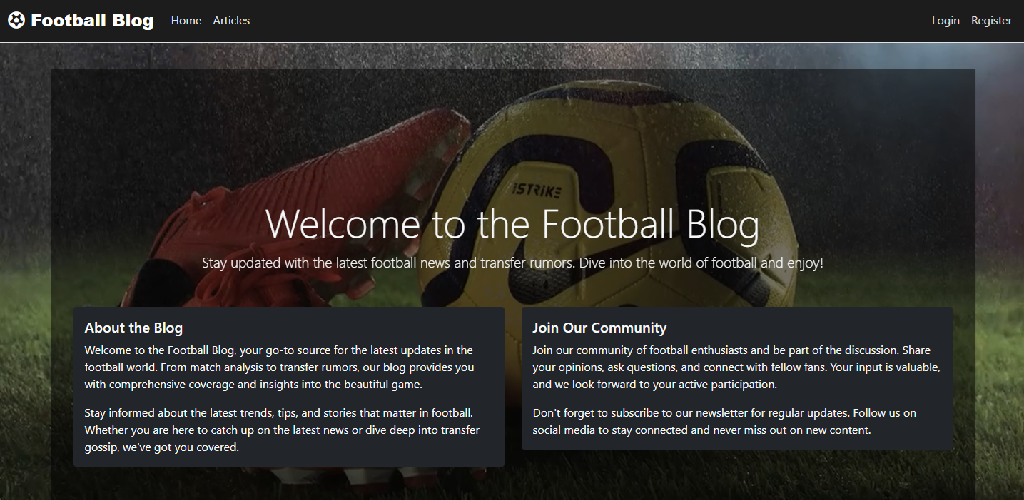 Football Blog Home Articles Login Register
STRIKE
Welcome to the Football Blog
Stay updated with the latest football news and transfer rumors. Dive into the world of football and enjoy!
About the Blog
Welcome to the Football Blog, your go-to source for the latest updates in the
football world. From match analysis to transfer rumors, our blog provides you
with comprehensive coverage and insights into the beautiful game.
Stay informed about the latest trends, tips, and stories that matter in football.
Whether you are here to catch up on the latest news or dive deep into transfer
gossip, we've got you covered.
Join Our Community
Join our community of football enthusiasts and be part of the discussion. Share
your opinions, ask questions, and connect with fellow fans. Your input is valuable,
and we look forward to your active participation.
Don't forget to subscribe to our newsletter for regular updates. Follow us on
social media to stay connected and never miss out on new content.